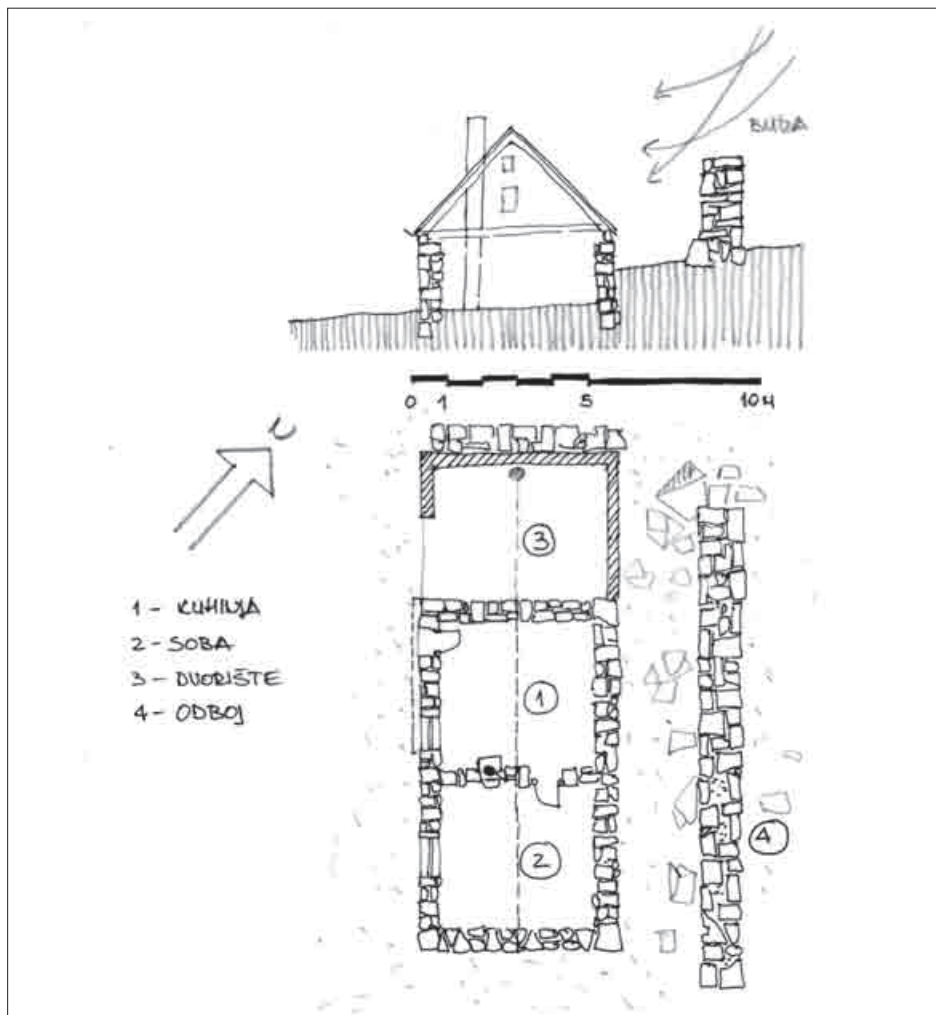 BURA
0 1 5 10 M
N
1 - KUHINJA
2 - SOBA
3 - DVORIŠTE
4 - ODBOJ
3
1
2
4